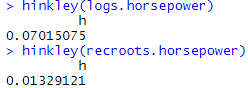 > hinkley(logs.horsepower)
h
0.07015075
> hinkley(recroots.horsepower)
h
0.01329121